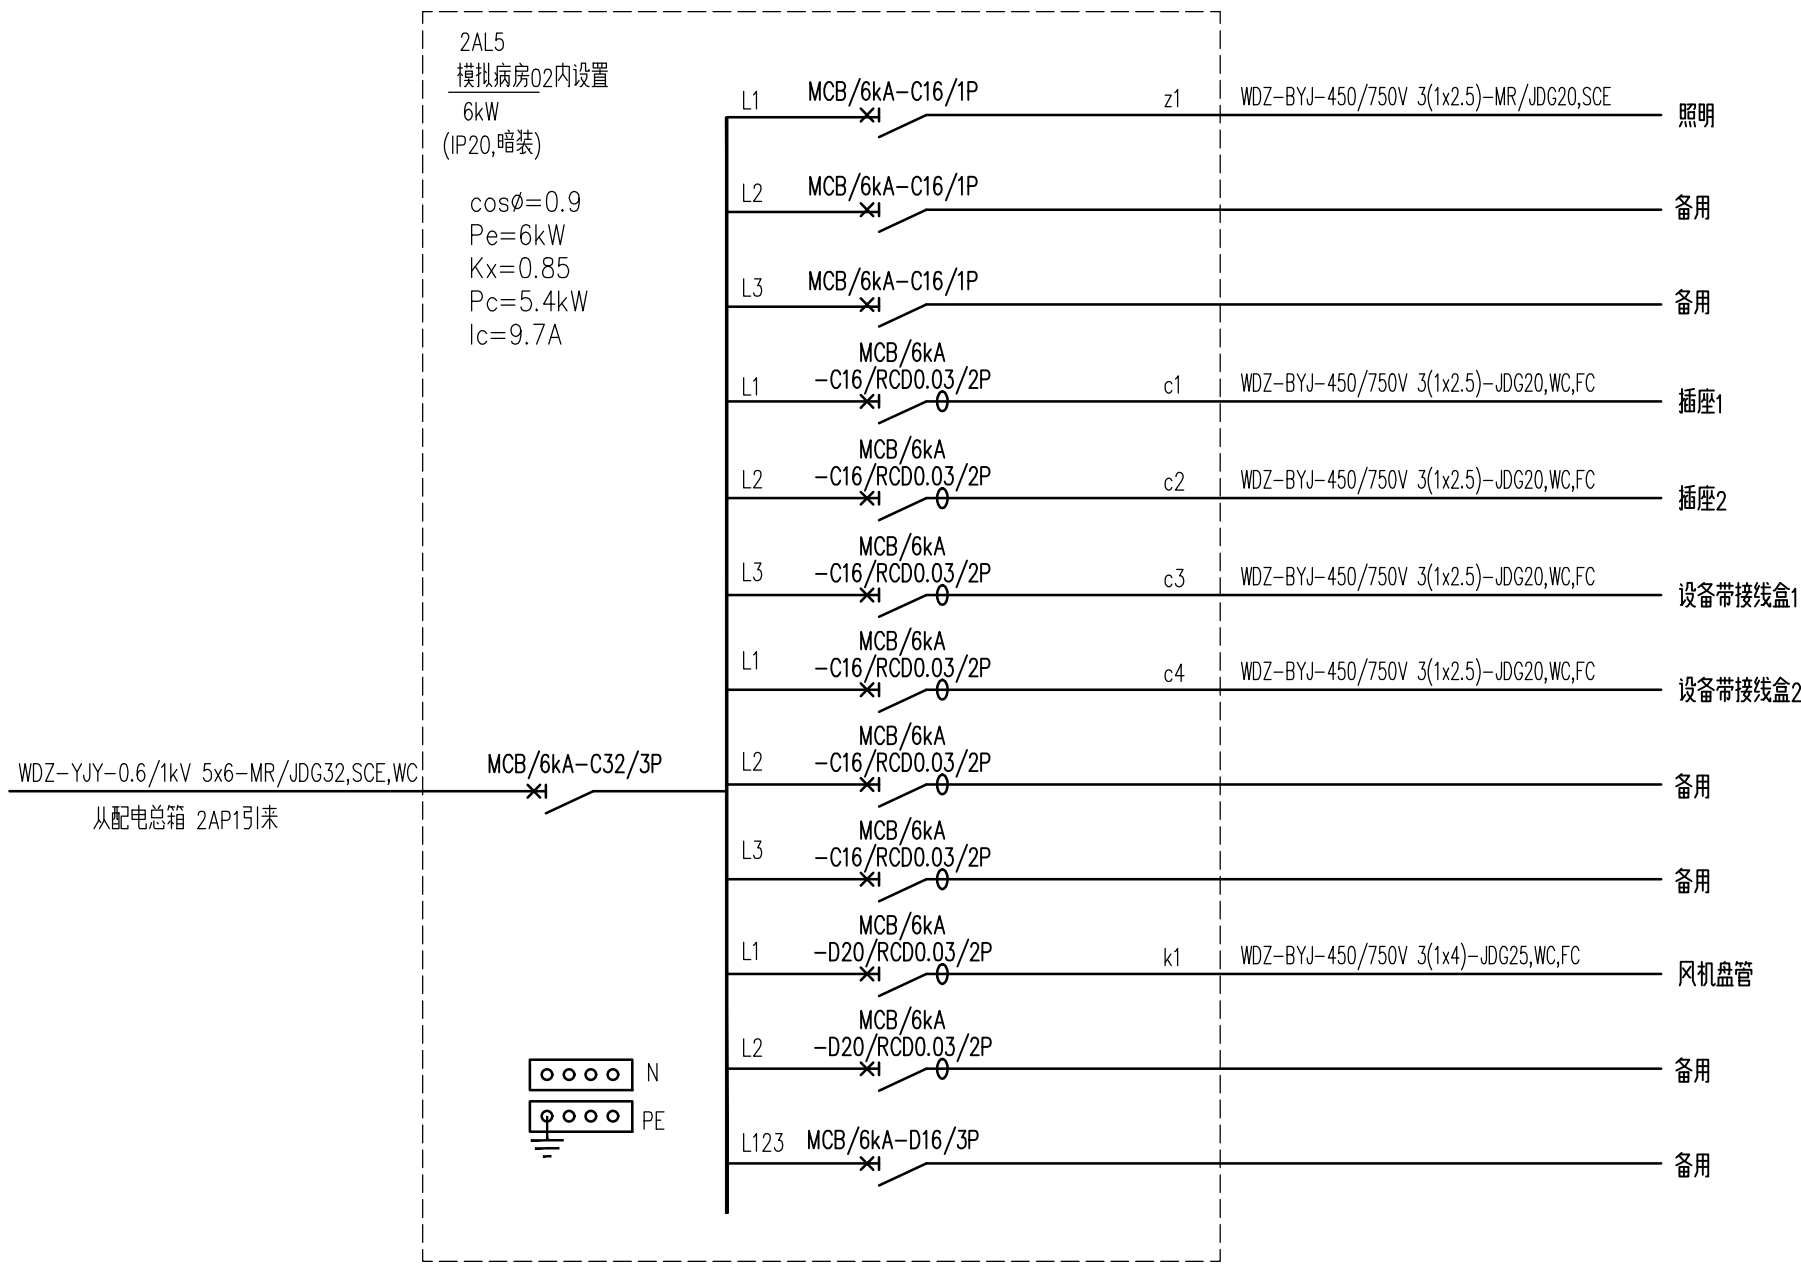 2AL5
模拟病房02内设置
6kW
(IP20,暗装)
cosø=0.9
Pe=6kW
Kx=0.85
Pc=5.4kW
Ic=9.7A
WDZ-YJY-0.6/1kV 5x6-MR/JDG32,SCE,WC
从配电总箱 2AP1引来
MCB/6kA-C32/3P
N
PE
L1 MCB/6kA-C16/1P z1 WDZ-BYJ-450/750V 3(1x2.5)-MR/JDG20,SCE 照明
L2 MCB/6kA-C16/1P 备用
L3 MCB/6kA-C16/1P 备用
MCB/6kA
L1 -C16/RCD0.03/2P c1 WDZ-BYJ-450/750V 3(1x2.5)-JDG20,WC,FC 插座1
MCB/6kA
L2 -C16/RCD0.03/2P c2 WDZ-BYJ-450/750V 3(1x2.5)-JDG20,WC,FC 插座2
MCB/6kA
L3 -C16/RCD0.03/2P c3 WDZ-BYJ-450/750V 3(1x2.5)-JDG20,WC,FC 设备带接线盒1
MCB/6kA
L1 -C16/RCD0.03/2P c4 WDZ-BYJ-450/750V 3(1x2.5)-JDG20,WC,FC 设备带接线盒2
MCB/6kA
L2 -C16/RCD0.03/2P 备用
MCB/6kA
L3 -C16/RCD0.03/2P 备用
MCB/6kA
L1 -D20/RCD0.03/2P k1 WDZ-BYJ-450/750V 3(1x4)-JDG25,WC,FC 风机盘管
MCB/6kA
L2 -D20/RCD0.03/2P 备用
L123 MCB/6kA-D16/3P 备用